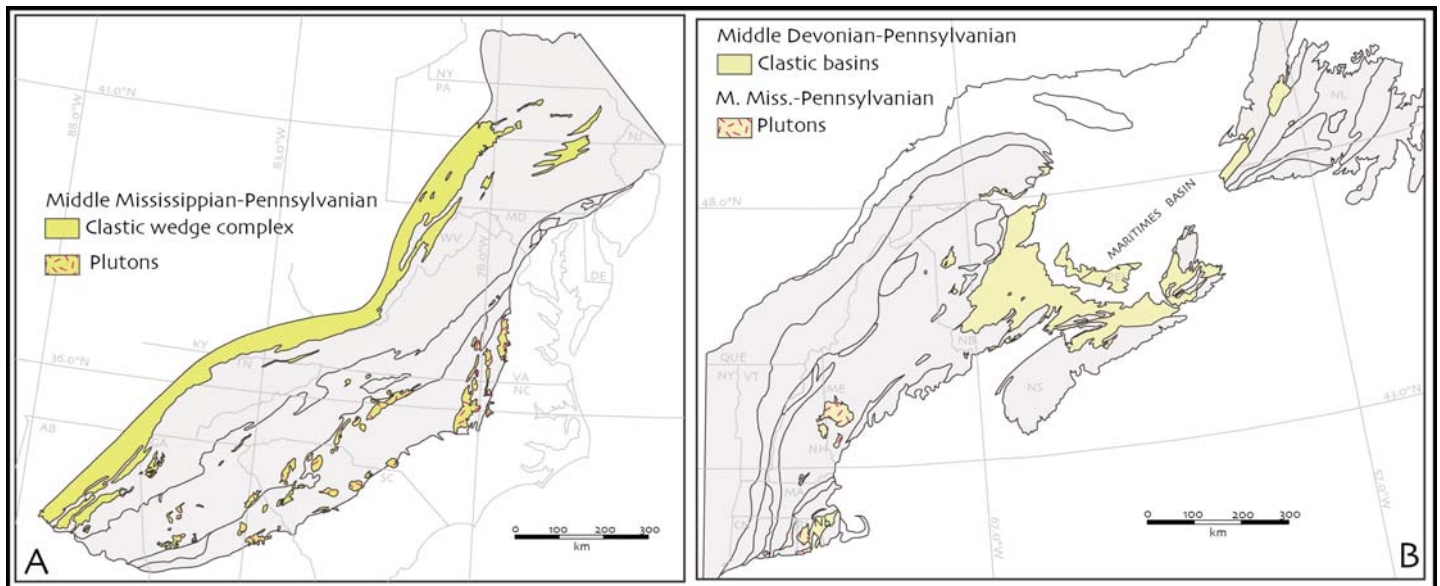 Middle Mississippian-Pennsylvanian
Clastic wedge complex
Plutons
41.0°N
88.0°W
83.0°W
78.0°W
36.0°N
NY
PA
NJ
MD
WV
DE
KY
TN
VA
NC
AB
GA
SC
0 100 200 300
km
A
Middle Devonian-Pennsylvanian
Clastic basins
M. Miss.-Pennsylvanian
Plutons
NL
48.0°N
MARITIMES BASIN
QUE
NY VT
ME
NB
NS
NH
MA
43.0°N
67.0°W
57.0°W
0 100 200 300
km
B